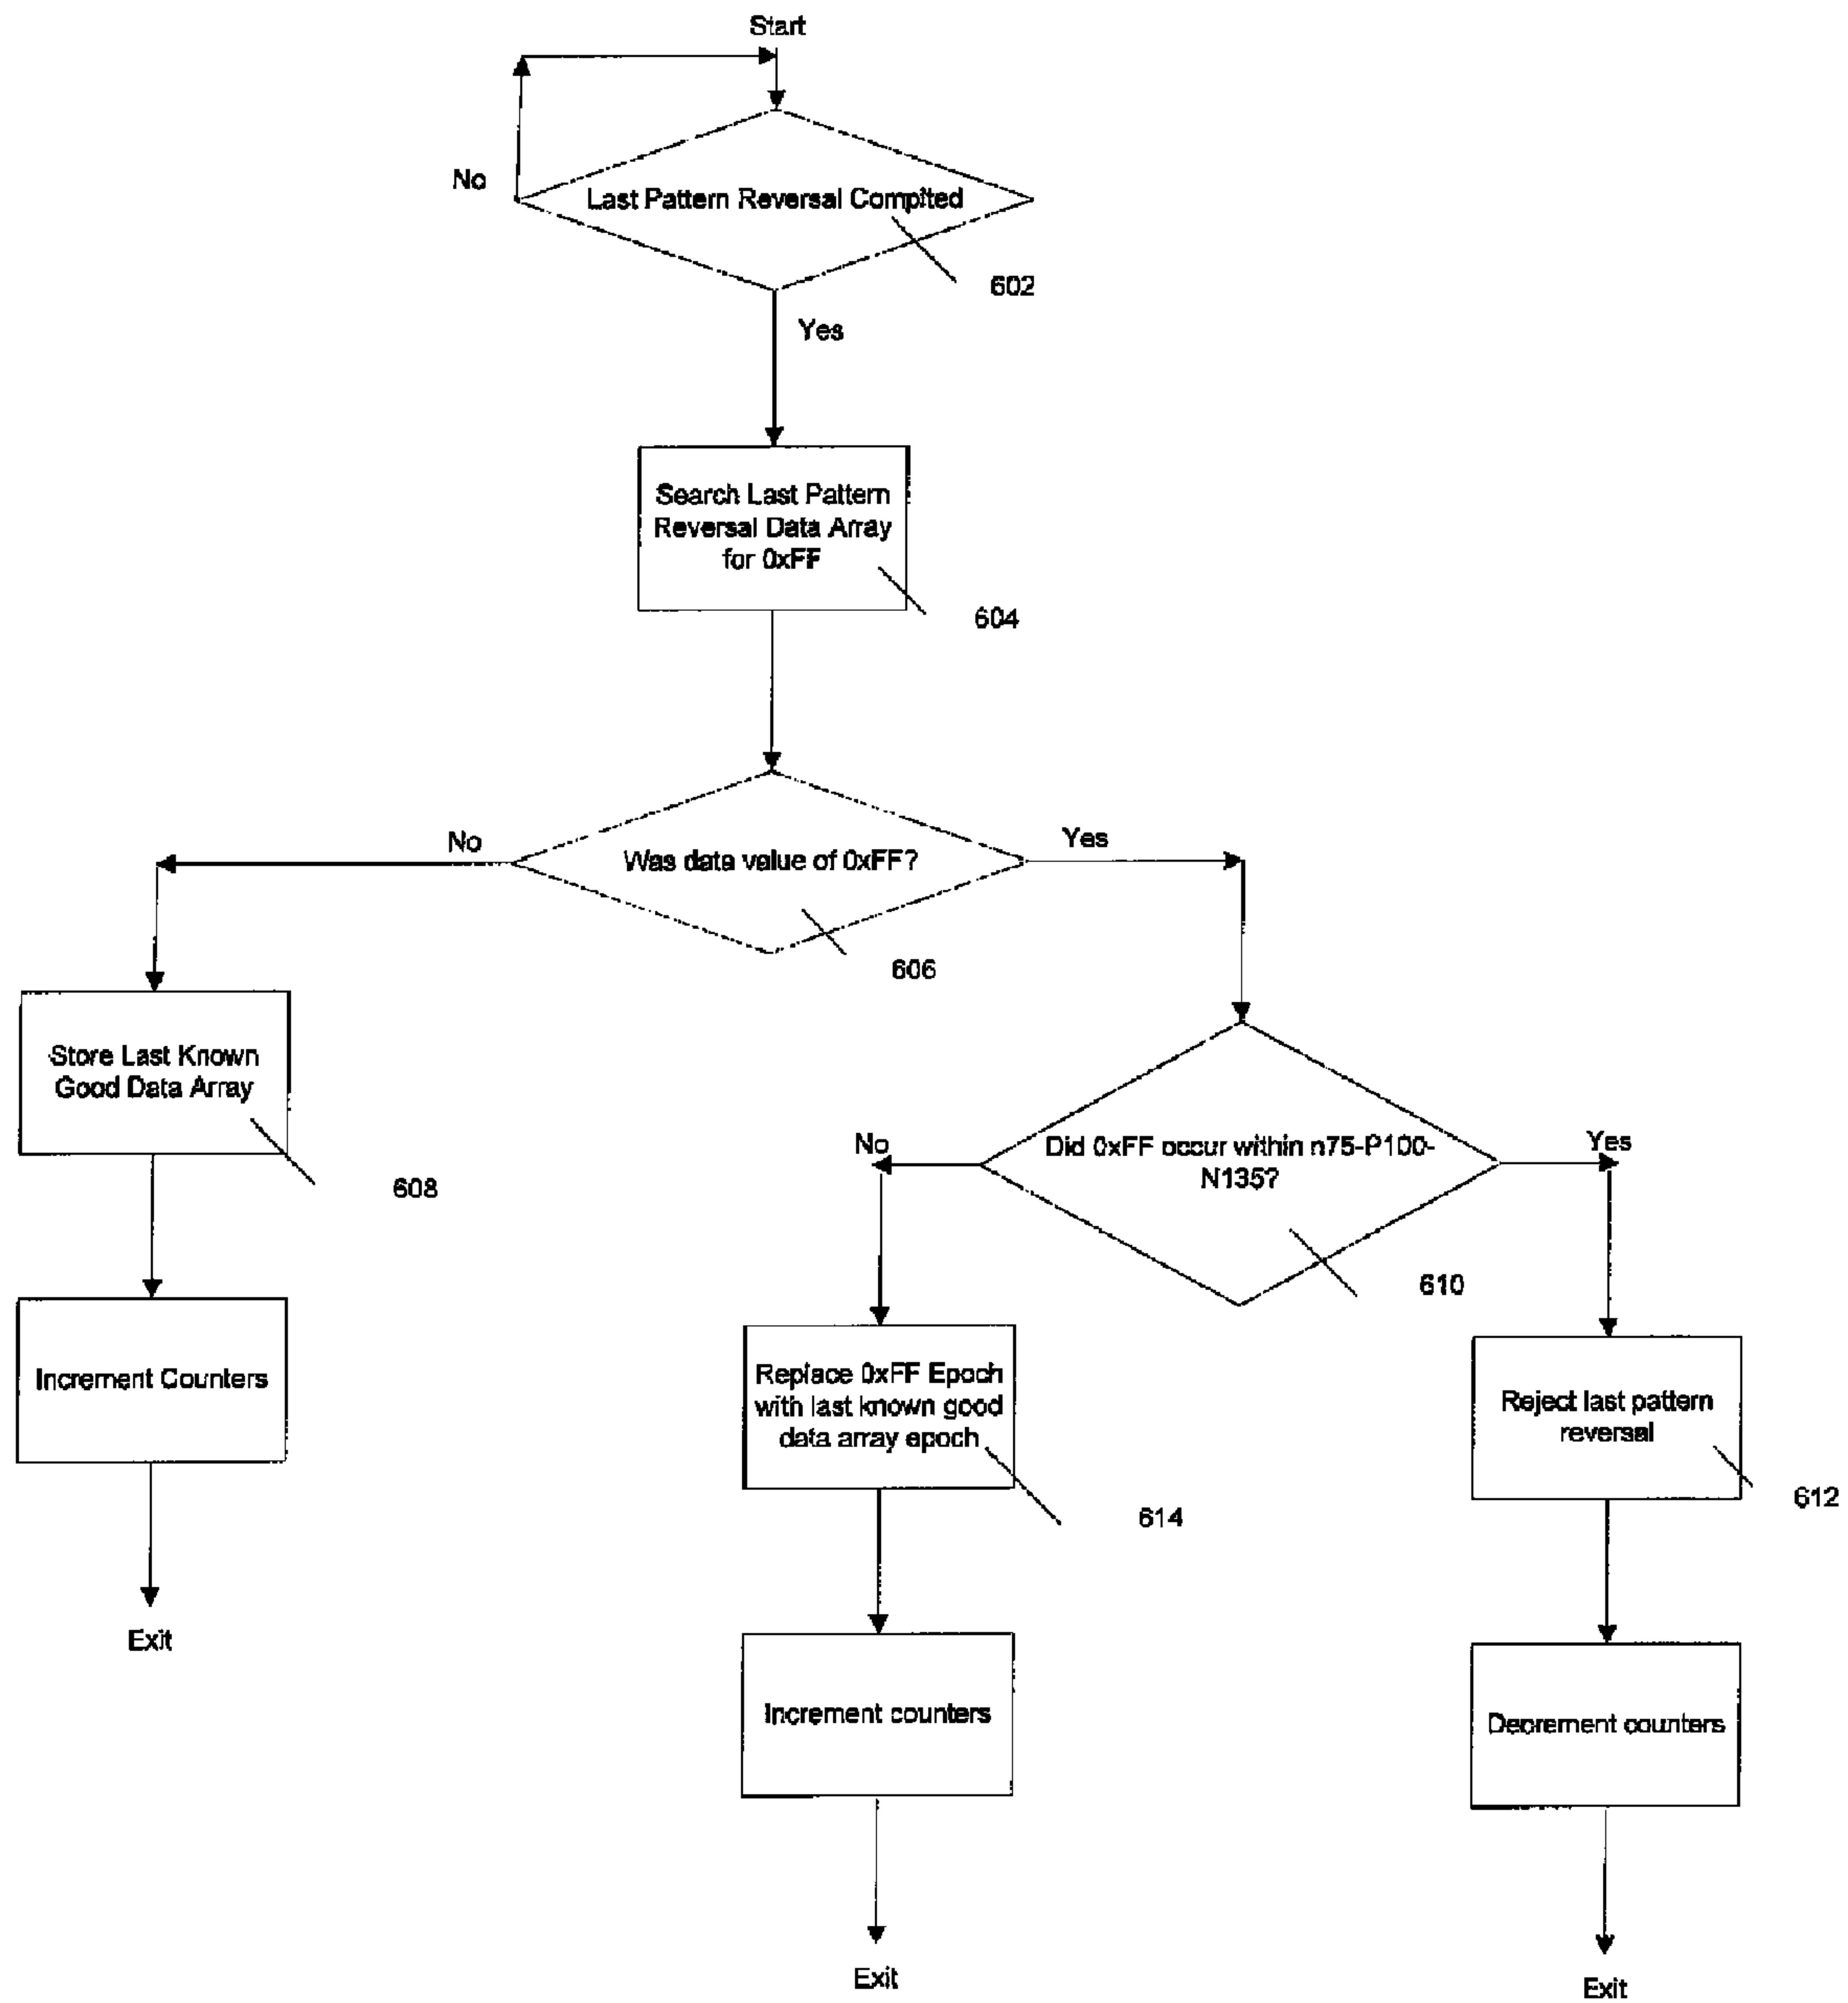 Start
No
Last Pattern Reversal Complted
602
Yes
Search Last Pattern
Reversal Data Array
for 0xFF
604
No
Yes
Was data value of 0xFF?
606
Store Last Known
Good Data Array
608
No
Yes
Did 0xFF occur within n75-P100-
N135?
610
Increment Counters
Replace 0xFF Epoch
with last known good
data array epoch
614
Reject last pattern
reversal
612
Exit
Increment counters
Decrement counters
Exit
Exit